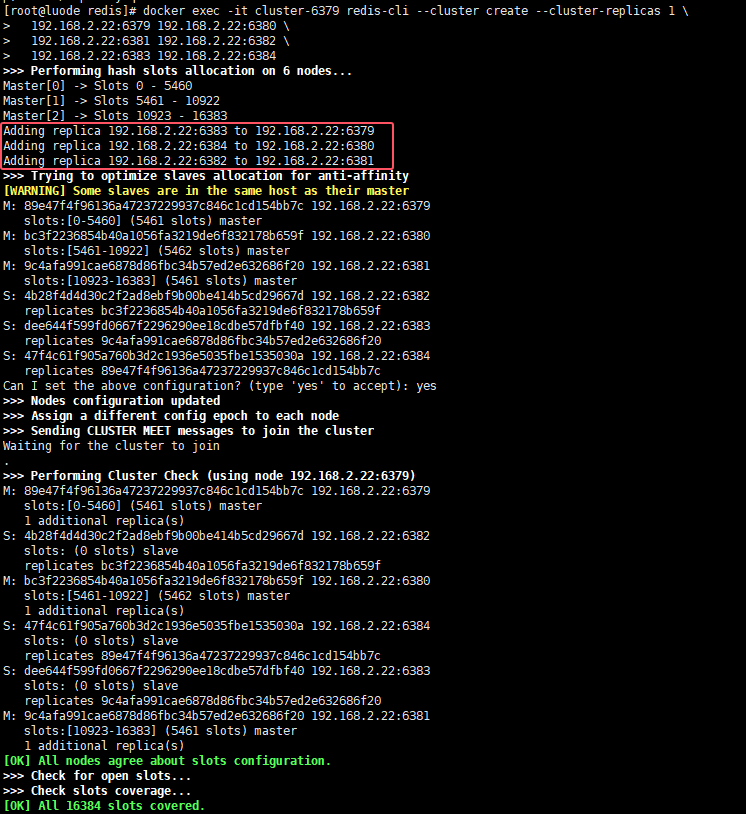 [root@luode redis]# docker exec -it cluster-6379 redis-cli --cluster create --cluster-replicas 1 \
>   192.168.2.22:6379 192.168.2.22:6380 \
>   192.168.2.22:6381 192.168.2.22:6382 \
>   192.168.2.22:6383 192.168.2.22:6384
>>> Performing hash slots allocation on 6 nodes...
Master[0] -> Slots 0 - 5460
Master[1] -> Slots 5461 - 10922
Master[2] -> Slots 10923 - 16383
Adding replica 192.168.2.22:6383 to 192.168.2.22:6379
Adding replica 192.168.2.22:6384 to 192.168.2.22:6380
Adding replica 192.168.2.22:6382 to 192.168.2.22:6381
>>> Trying to optimize slaves allocation for anti-affinity
[WARNING] Some slaves are in the same host as their master
M: 89e47f4f96136a47237229937c846c1cd154bb7c 192.168.2.22:6379
   slots:[0-5460] (5461 slots) master
M: bc3f2236854b40a1056fa3219de6f832178b659f 192.168.2.22:6380
   slots:[5461-10922] (5462 slots) master
M: 9c4afa991cae6878d86fbc34b57ed2e632686f20 192.168.2.22:6381
   slots:[10923-16383] (5461 slots) master
S: 4b28f4d4d30c2f2ad8ebf9b00be414b5cd29667d 192.168.2.22:6382
   replicates bc3f2236854b40a1056fa3219de6f832178b659f
S: dee644f599fd0667f2296290ee18cdbe57dfbf40 192.168.2.22:6383
   replicates 9c4afa991cae6878d86fbc34b57ed2e632686f20
S: 47f4c61f905a760b3d2c1936e5035fbe1535030a 192.168.2.22:6384
   replicates 89e47f4f96136a47237229937c846c1cd154bb7c
Can I set the above configuration? (type 'yes' to accept): yes
>>> Nodes configuration updated
>>> Assign a different config epoch to each node
>>> Sending CLUSTER MEET messages to join the cluster
Waiting for the cluster to join
.
>>> Performing Cluster Check (using node 192.168.2.22:6379)
M: 89e47f4f96136a47237229937c846c1cd154bb7c 192.168.2.22:6379
   slots:[0-5460] (5461 slots) master
   1 additional replica(s)
S: 4b28f4d4d30c2f2ad8ebf9b00be414b5cd29667d 192.168.2.22:6382
   slots: (0 slots) slave
   replicates bc3f2236854b40a1056fa3219de6f832178b659f
M: bc3f2236854b40a1056fa3219de6f832178b659f 192.168.2.22:6380
   slots:[5461-10922] (5462 slots) master
   1 additional replica(s)
S: 47f4c61f905a760b3d2c1936e5035fbe1535030a 192.168.2.22:6384
   slots: (0 slots) slave
   replicates 89e47f4f96136a47237229937c846c1cd154bb7c
S: dee644f599fd0667f2296290ee18cdbe57dfbf40 192.168.2.22:6383
   slots: (0 slots) slave
   replicates 9c4afa991cae6878d86fbc34b57ed2e632686f20
M: 9c4afa991cae6878d86fbc34b57ed2e632686f20 192.168.2.22:6381
   slots:[10923-16383] (5461 slots) master
   1 additional replica(s)
[OK] All nodes agree about slots configuration.
>>> Check for open slots...
>>> Check slots coverage...
[OK] All 16384 slots covered.